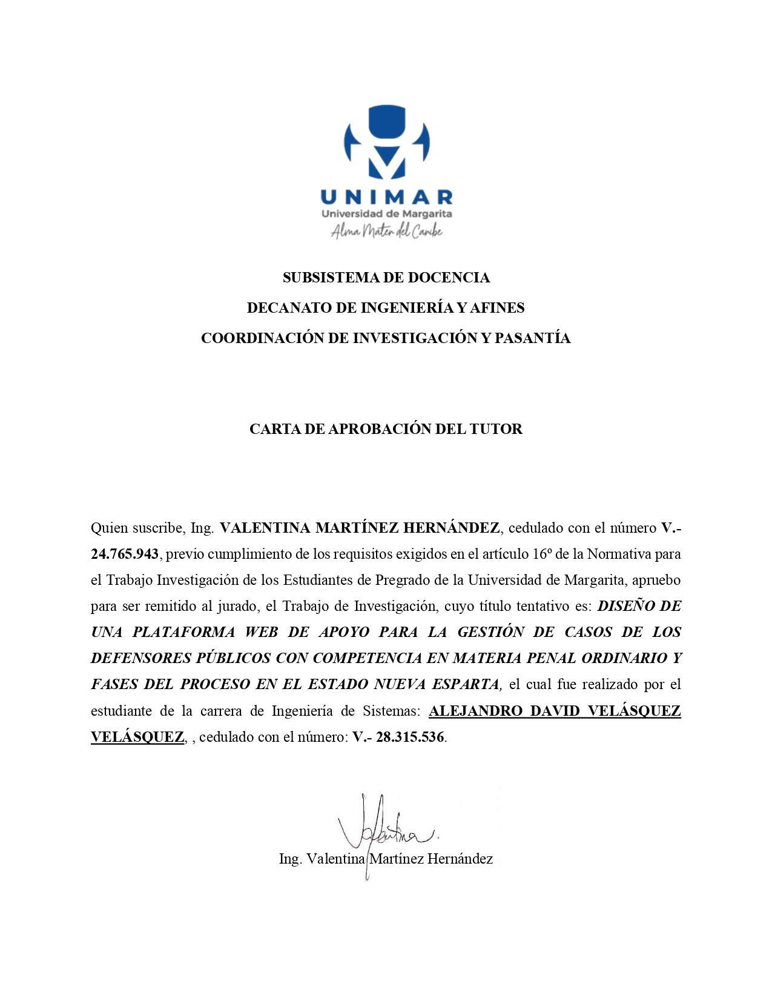 UNIMAR
Universidad de Margarita
Alma Mater del Caribe
SUBSISTEMA DE DOCENCIA
DECANATO DE INGENIERÍA Y AFINES
COORDINACIÓN DE INVESTIGACIÓN Y PASANTÍA
CARTA DE APROBACIÓN DEL TUTOR
Quien suscribe, Ing. VALENTINA MARTÍNEZ HERNÁNDEZ, cedulado con el número V.-
24.765.943, previo cumplimiento de los requisitos exigidos en el artículo 16º de la Normativa para
el Trabajo Investigación de los Estudiantes de Pregrado de la Universidad de Margarita, apruebo
para ser remitido al jurado, el Trabajo de Investigación, cuyo título tentativo es: DISEÑO DE
UNA PLATAFORMA WEB DE APOYO PARA LA GESTIÓN DE CASOS DE LOS
DEFENSORES PÚBLICOS CON COMPETENCIA EN MATERIA PENAL ORDINARIO Y
FASES DEL PROCESO EN EL ESTADO NUEVA ESPARTA, el cual fue realizado por el
estudiante de la carrera de Ingeniería de Sistemas: ALEJANDRO DAVID VELÁSQUEZ
VELÁSQUEZ, , cedulado con el número: V.- 28.315.536.
Valentina.
Ing. Valentina Martínez Hernández